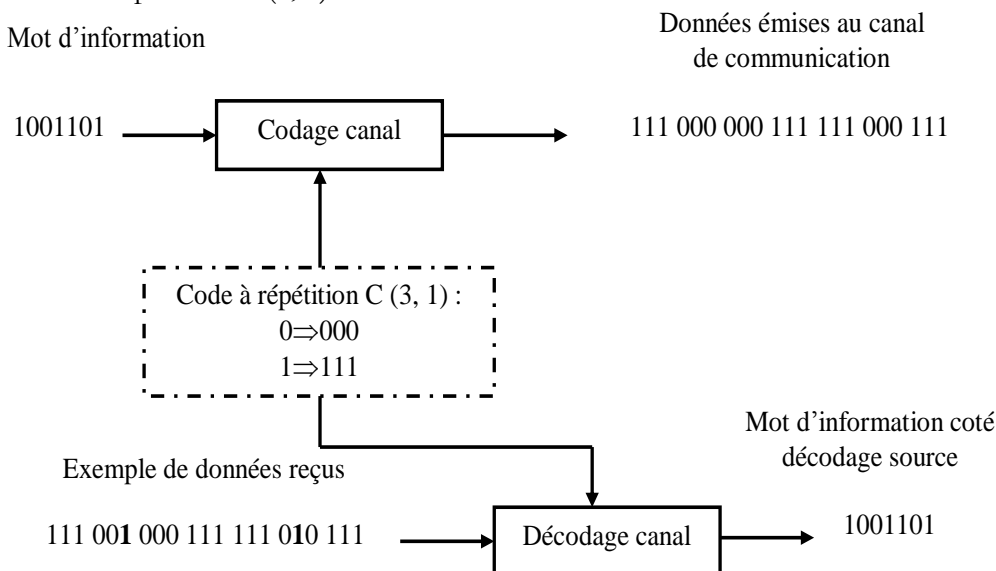 Mot d’information
Données émises au canal
de communication
1001101
Codage canal
111 000 000 111 111 000 111
Code à répétition C (3, 1) :
0⇒000
1⇒111
Mot d’information coté
décodage source
Exemple de données reçus
111 001 000 111 111 010 111
Décodage canal
1001101